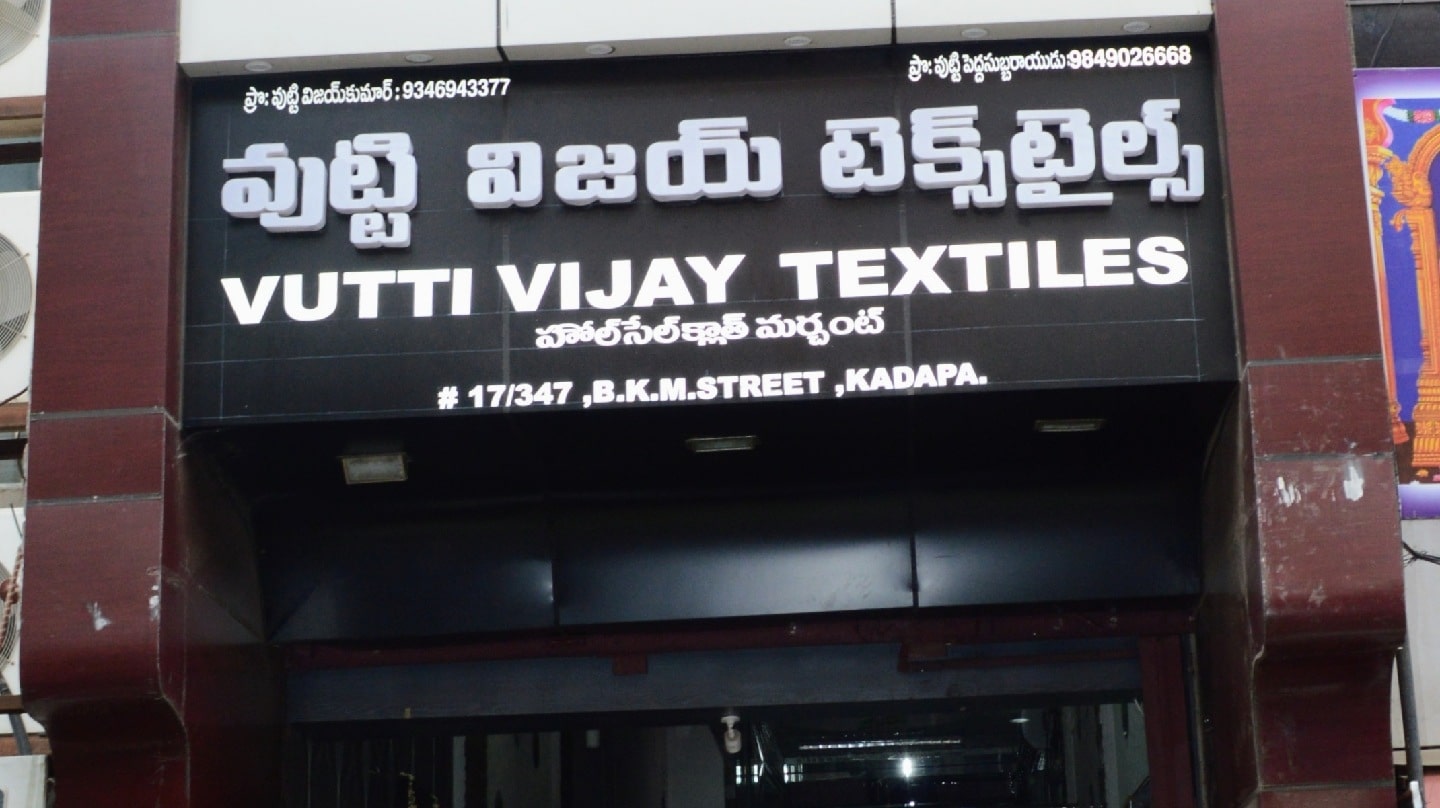 ప్రొ: వుట్టి విజయ్‌కుమార్ : 9346943377
ప్రొ: వుట్టి పెద్దసుబ్బరాయుడు 9849026668
వుట్టి విజయ్ టెక్స్‌టైల్స్
VUTTI VIJAY TEXTILES
హోల్‌సేల్ క్లాత్ మర్చంట్
# 17/347 ,B.K.M.STREET ,KADAPA.